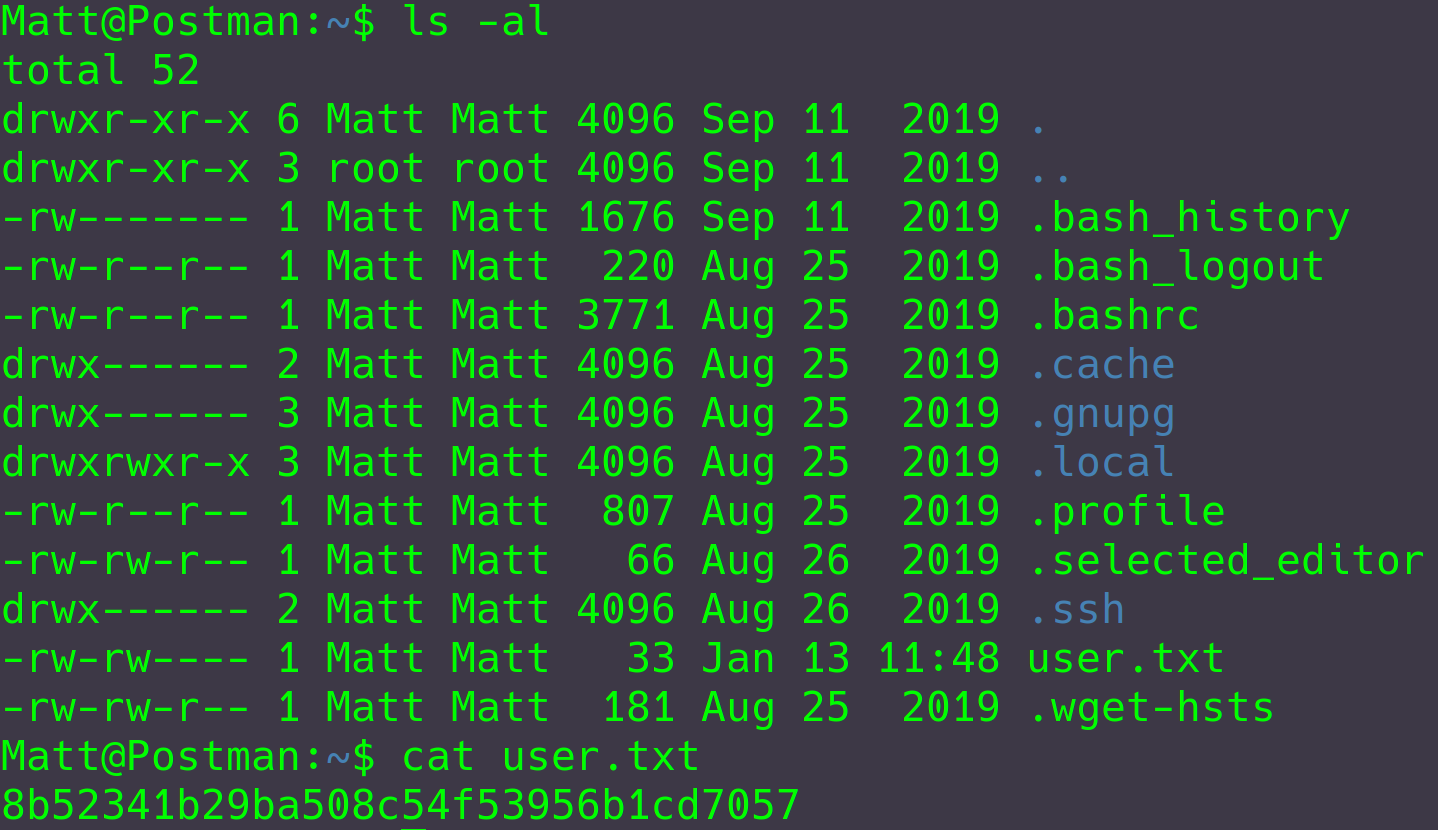 Matt@Postman:~$ ls -al
total 52
drwxr-xr-x 6 Matt Matt 4096 Sep 11  2019 .
drwxr-xr-x 3 root root 4096 Sep 11  2019 ..
-rw------- 1 Matt Matt 1676 Sep 11  2019 .bash_history
-rw-r--r-- 1 Matt Matt  220 Aug 25  2019 .bash_logout
-rw-r--r-- 1 Matt Matt 3771 Aug 25  2019 .bashrc
drwx------ 2 Matt Matt 4096 Aug 25  2019 .cache
drwx------ 3 Matt Matt 4096 Aug 25  2019 .gnupg
drwxrwxr-x 3 Matt Matt 4096 Aug 25  2019 .local
-rw-r--r-- 1 Matt Matt  807 Aug 25  2019 .profile
-rw-rw-r-- 1 Matt Matt   66 Aug 26  2019 .selected_editor
drwx------ 2 Matt Matt 4096 Aug 26  2019 .ssh
-rw-rw---- 1 Matt Matt   33 Jan 13 11:48 user.txt
-rw-rw-r-- 1 Matt Matt  181 Aug 25  2019 .wget-hsts
Matt@Postman:~$ cat user.txt
8b52341b29ba508c54f53956b1cd7057